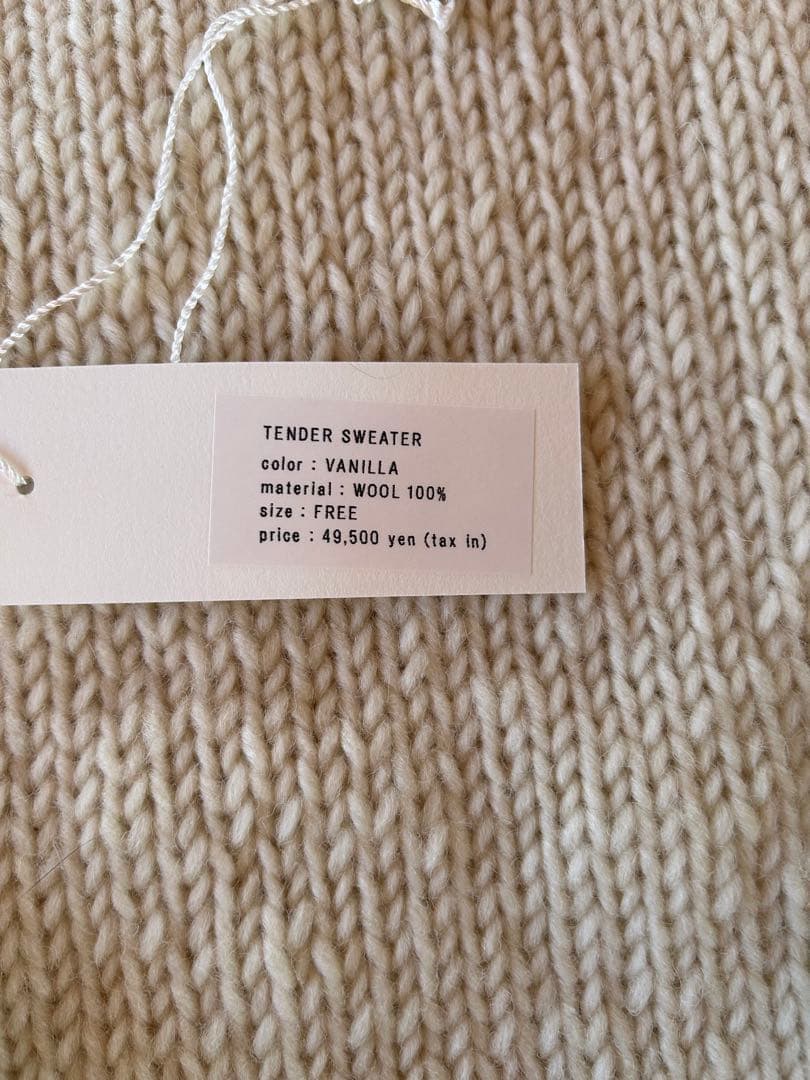 TENDER SWEATER
color : VANILLA
material : WOOL 100%
size : FREE
price : 49,500 yen (tax in)